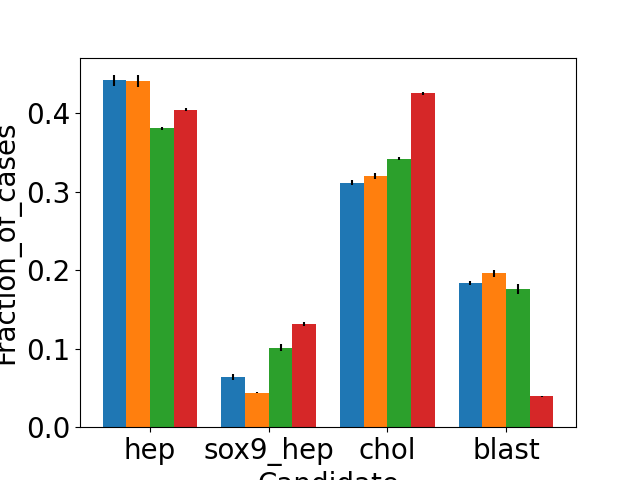 0.4
0.3
0.2
0.1
0.0
Fraction_of_cases
hep sox9_hep chol blast
Candidate